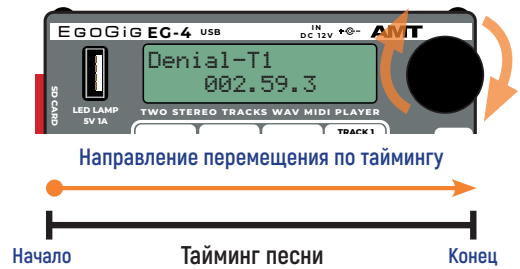 EGOGIG EG-4 USB
IN
DC 12V
AMT
Denial-T1
002.59.3
SD CARD
LED LAMP
5V 1A
TWO STEREO TRACKS WAV MIDI PLAYER
TRACK 1
Направление перемещения по таймингу
Начало Тайминг песни Конец